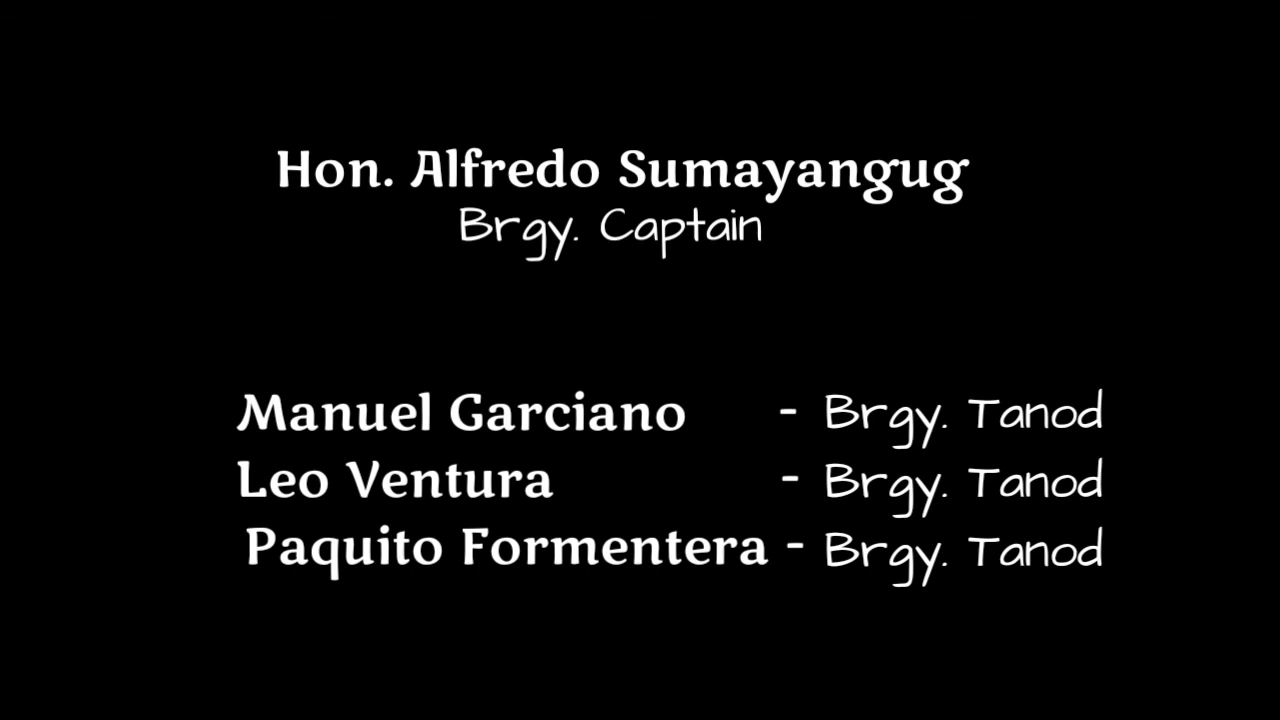 Hon. Alfredo Sumayangug
Brgy. Captain
Manuel Garciano - Brgy. Tanod
Leo Ventura - Brgy. Tanod
Paquito Formentera - Brgy. Tanod